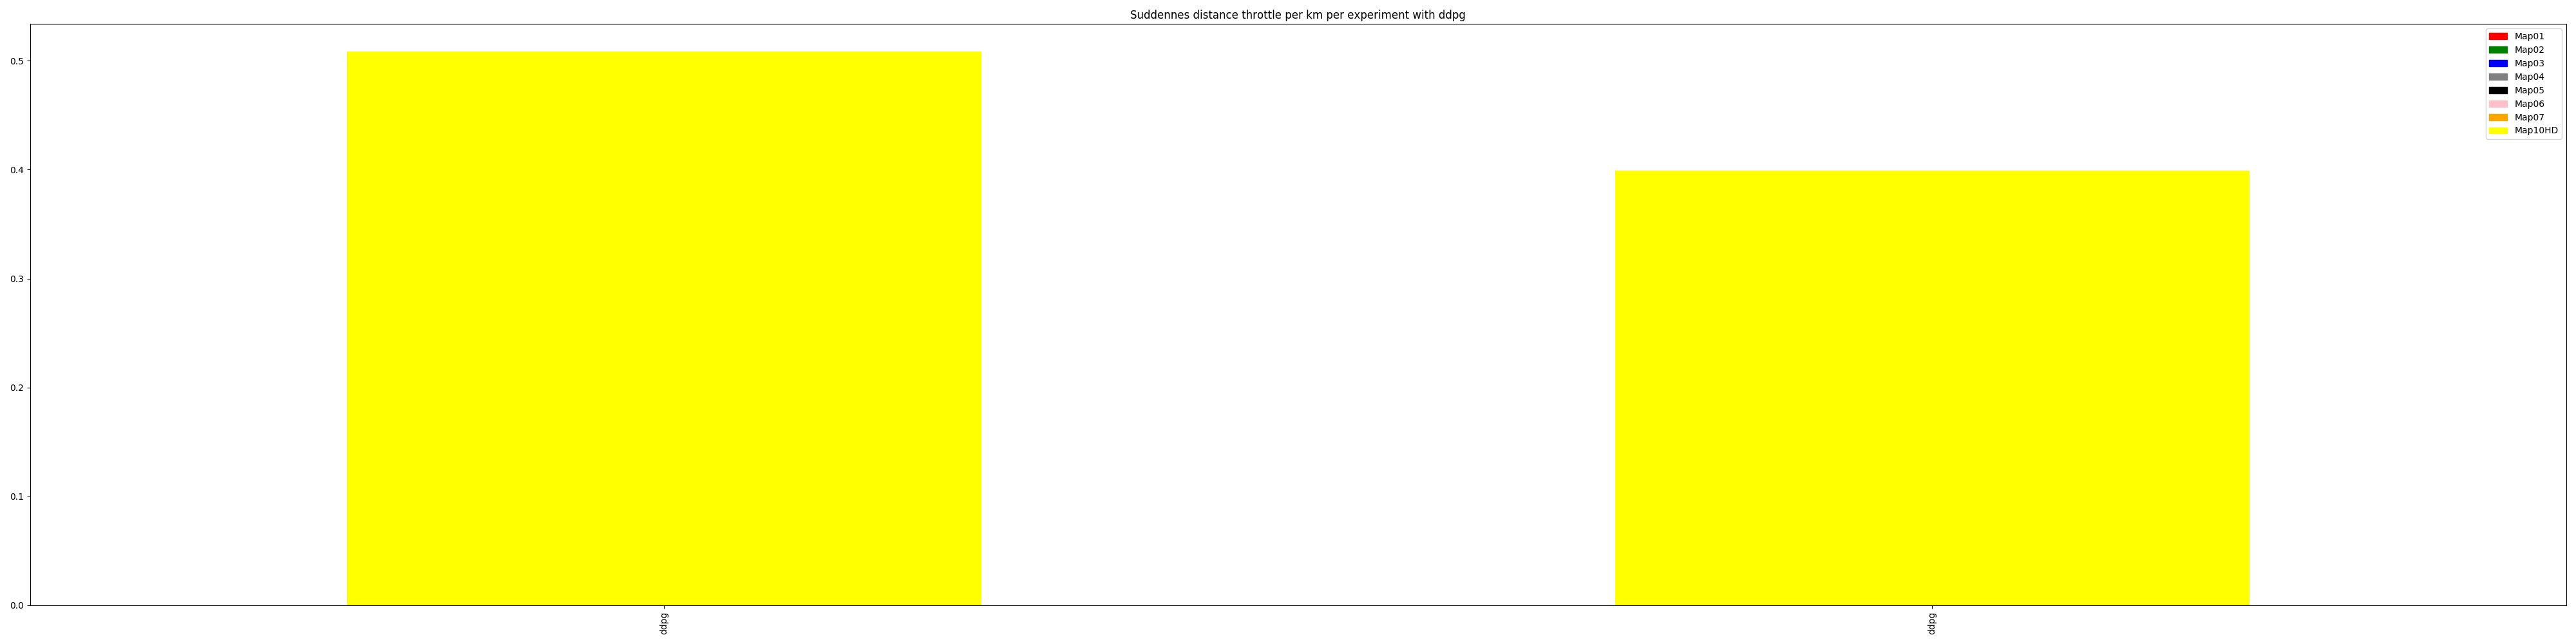 Suddennes distance throttle per km per experiment with ddpg
Map01
Map02
Map03
Map04
Map05
Map06
Map07
Map10HD
0.5
0.4
0.3
0.2
0.1
0.0
ddpg
ddpg